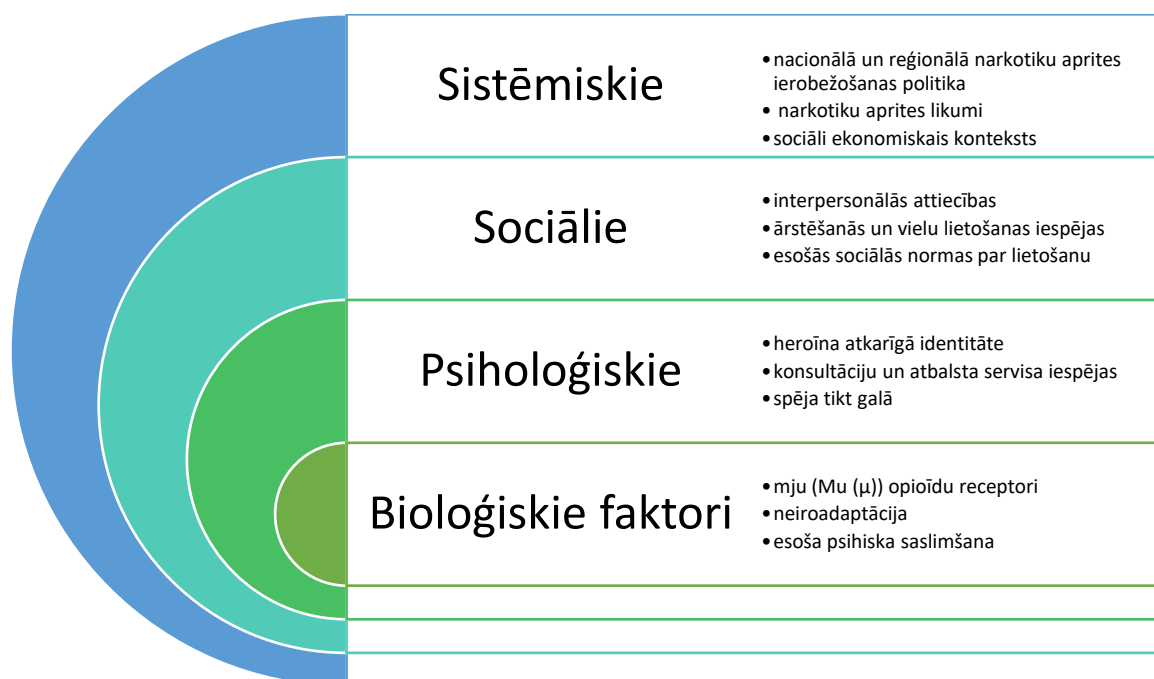 Sistēmiskie
•nacionālā un reģionālā narkotiku aprites
ierobežošanas politika
• narkotiku aprites likumi
•sociāli ekonomiskais konteksts
Sociālie
•interpersonālās attiecības
•ārstēšanās un vielu lietošanas iespējas
•esošās sociālās normas par lietošanu
Psiholoģiskie
•heroīna atkarīgā identitāte
•konsultāciju un atbalsta servisa iespējas
•spēja tikt galā
Bioloģiskie faktori
•mju (Mu (µ)) opioīdu receptori
•neiroadaptācija
•esoša psihiska saslimšana